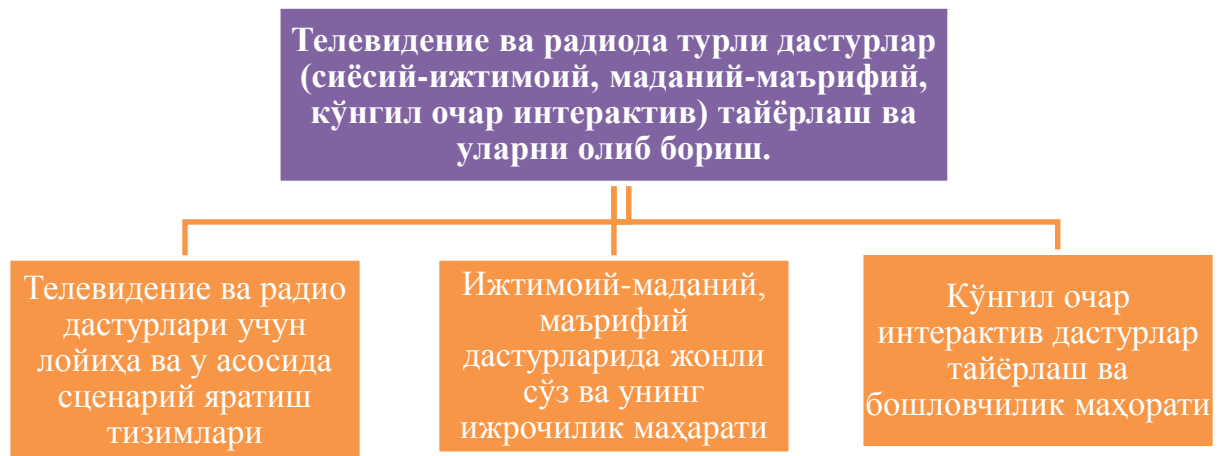 Телевидение ва радиода турли дастурлар
(сиёсий-ижтимоий, маданий-маърифий,
кўнгил очар интерактив) тайёрлаш ва
уларни олиб бориш.
Телевидение ва радио
дастурлари учун
лойиҳа ва у асосида
сценарий яратиш
тизимлари
Ижтимоий-маданий,
маърифий
дастурларида жонли
сўз ва унинг
ижрочилик маҳарати
Кўнгил очар
интерактив дастурлар
тайёрлаш ва
бошловчилик маҳорати